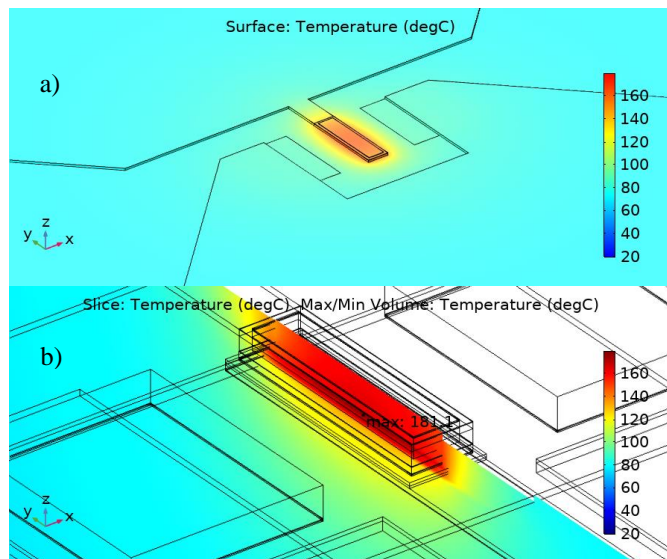 Surface: Temperature (degC)
a)
160
140
120
100
80
60
40
20
z
y
x
Slice: Temperature (degC) Max/Min Volume: Temperature (degC)
b)
max: 181.1
160
140
120
100
80
60
40
20
z
y
x